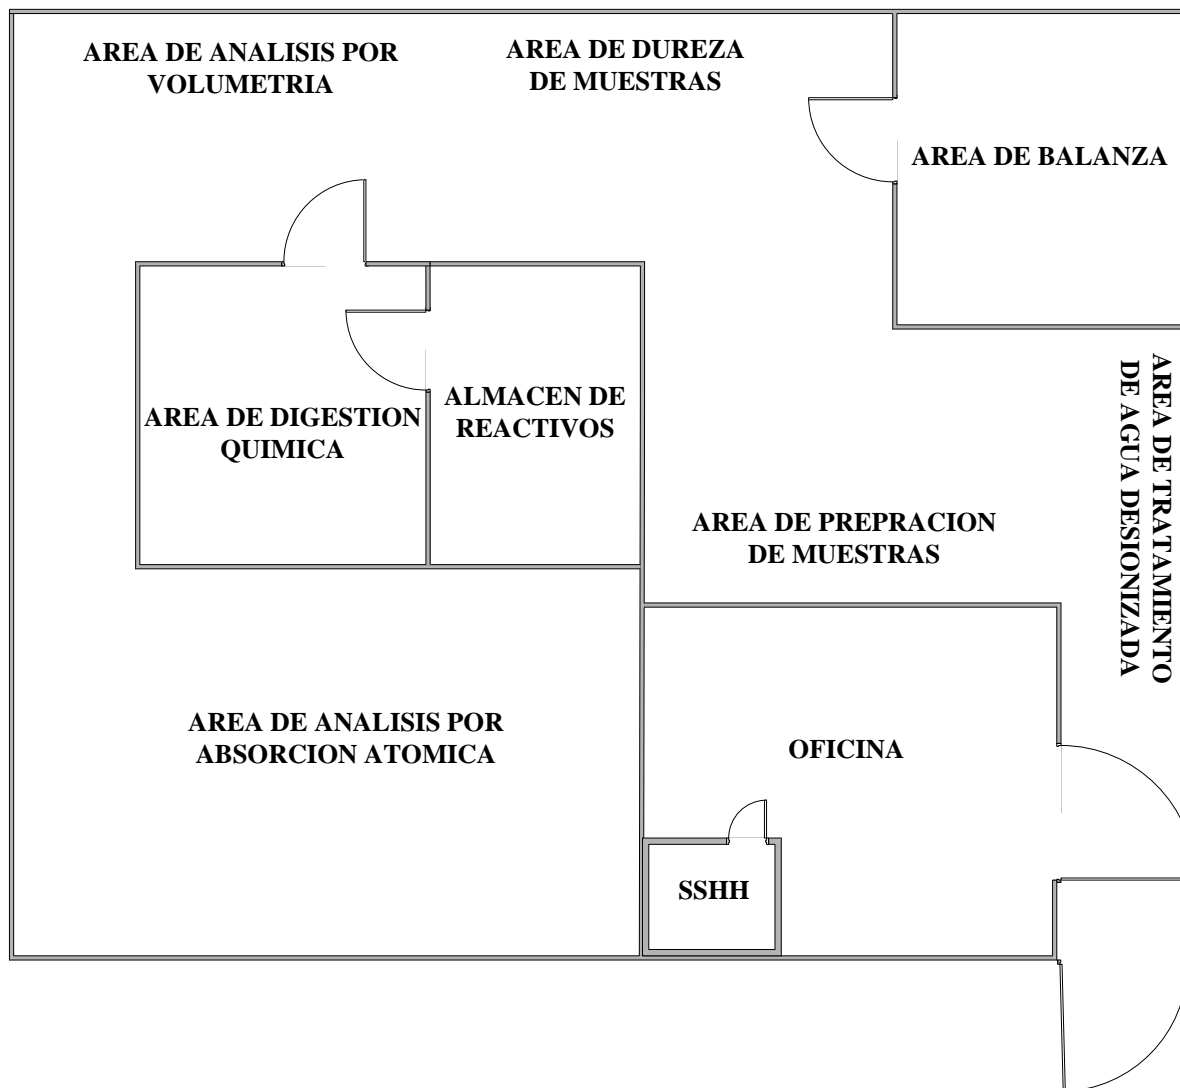 AREA DE ANALISIS POR
VOLUMETRIA
AREA DE DUREZA
DE MUESTRAS
AREA DE BALANZA
AREA DE DIGESTION
QUIMICA
ALMACEN DE
REACTIVOS
AREA DE TRATAMIENTO
DE AGUA DESIONIZADA
AREA DE PREPRACION
DE MUESTRAS
AREA DE ANALISIS POR
ABSORCION ATOMICA
OFICINA
SSHH